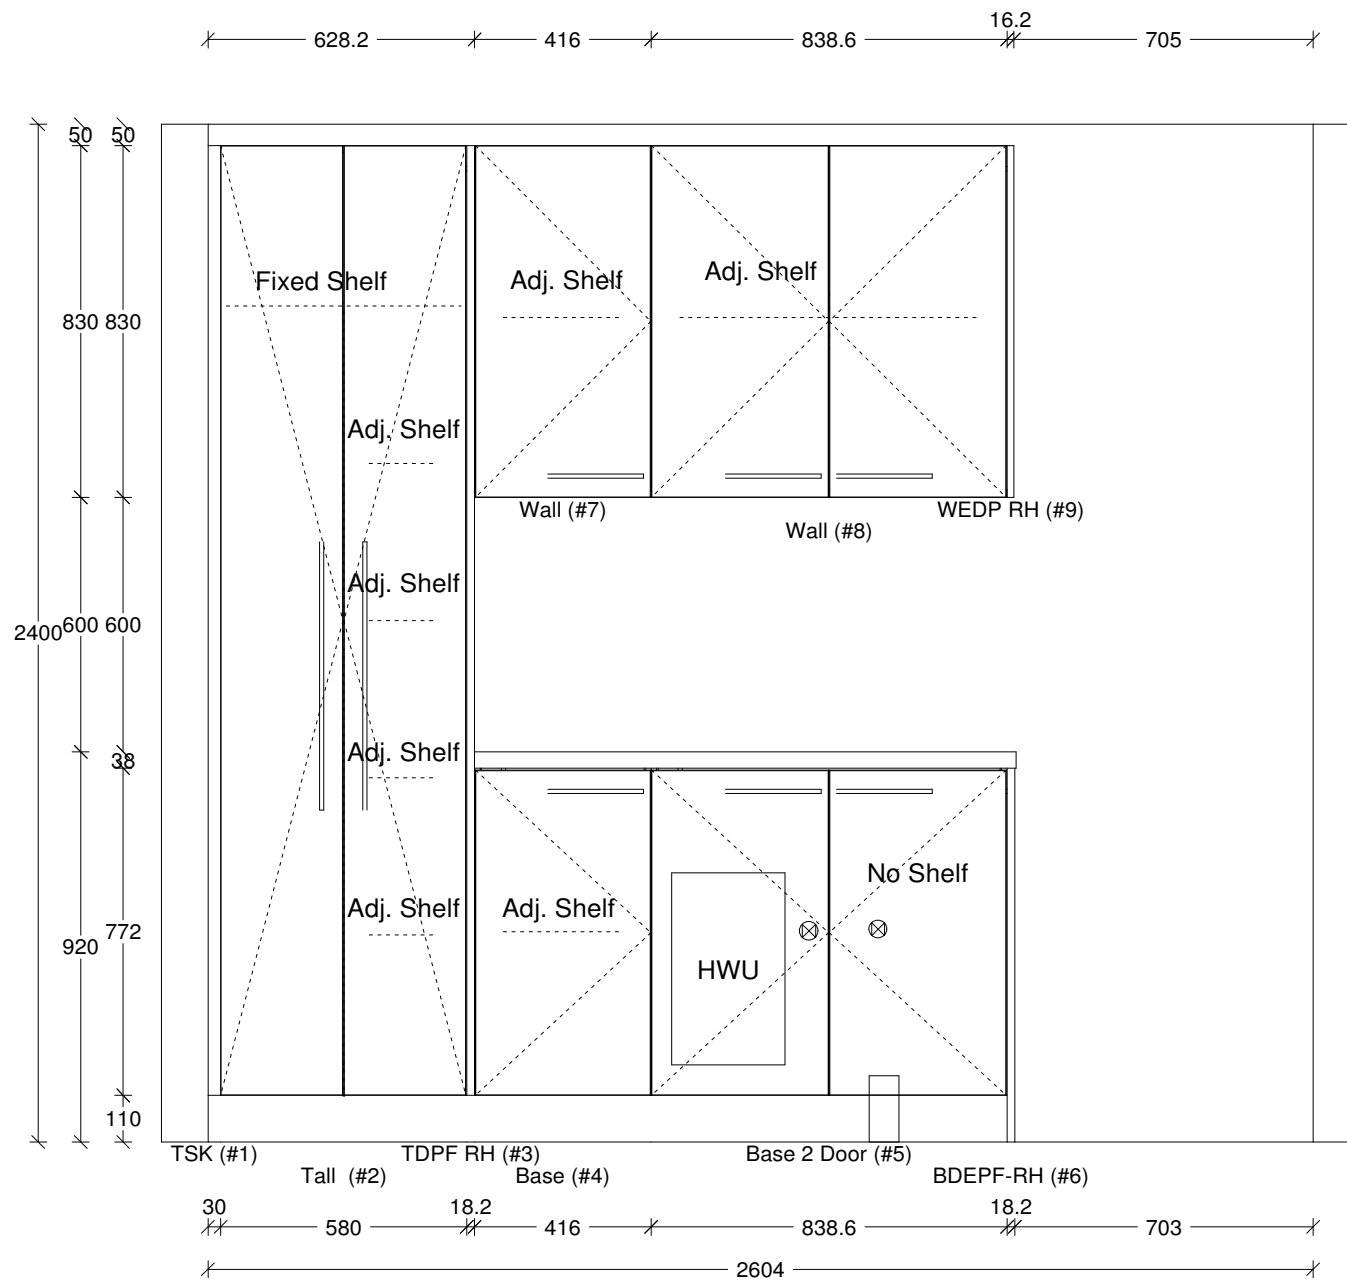 16.2
628.2 416 838.6 705
50 50
Fixed Shelf Adj. Shelf Adj. Shelf
830 830
Adj. Shelf
Wall (#7) WEDP RH (#9)
Wall (#8)
Adj. Shelf
2400 600 600
Adj. Shelf
38
No Shelf
Adj. Shelf Adj. Shelf
920 772
HWU
110
TSK (#1) TDPF RH (#3) Base 2 Door (#5)
Tall (#2) Base (#4) BDEPF-RH (#6)
30 18.2 18.2
580 416 838.6 703
2604